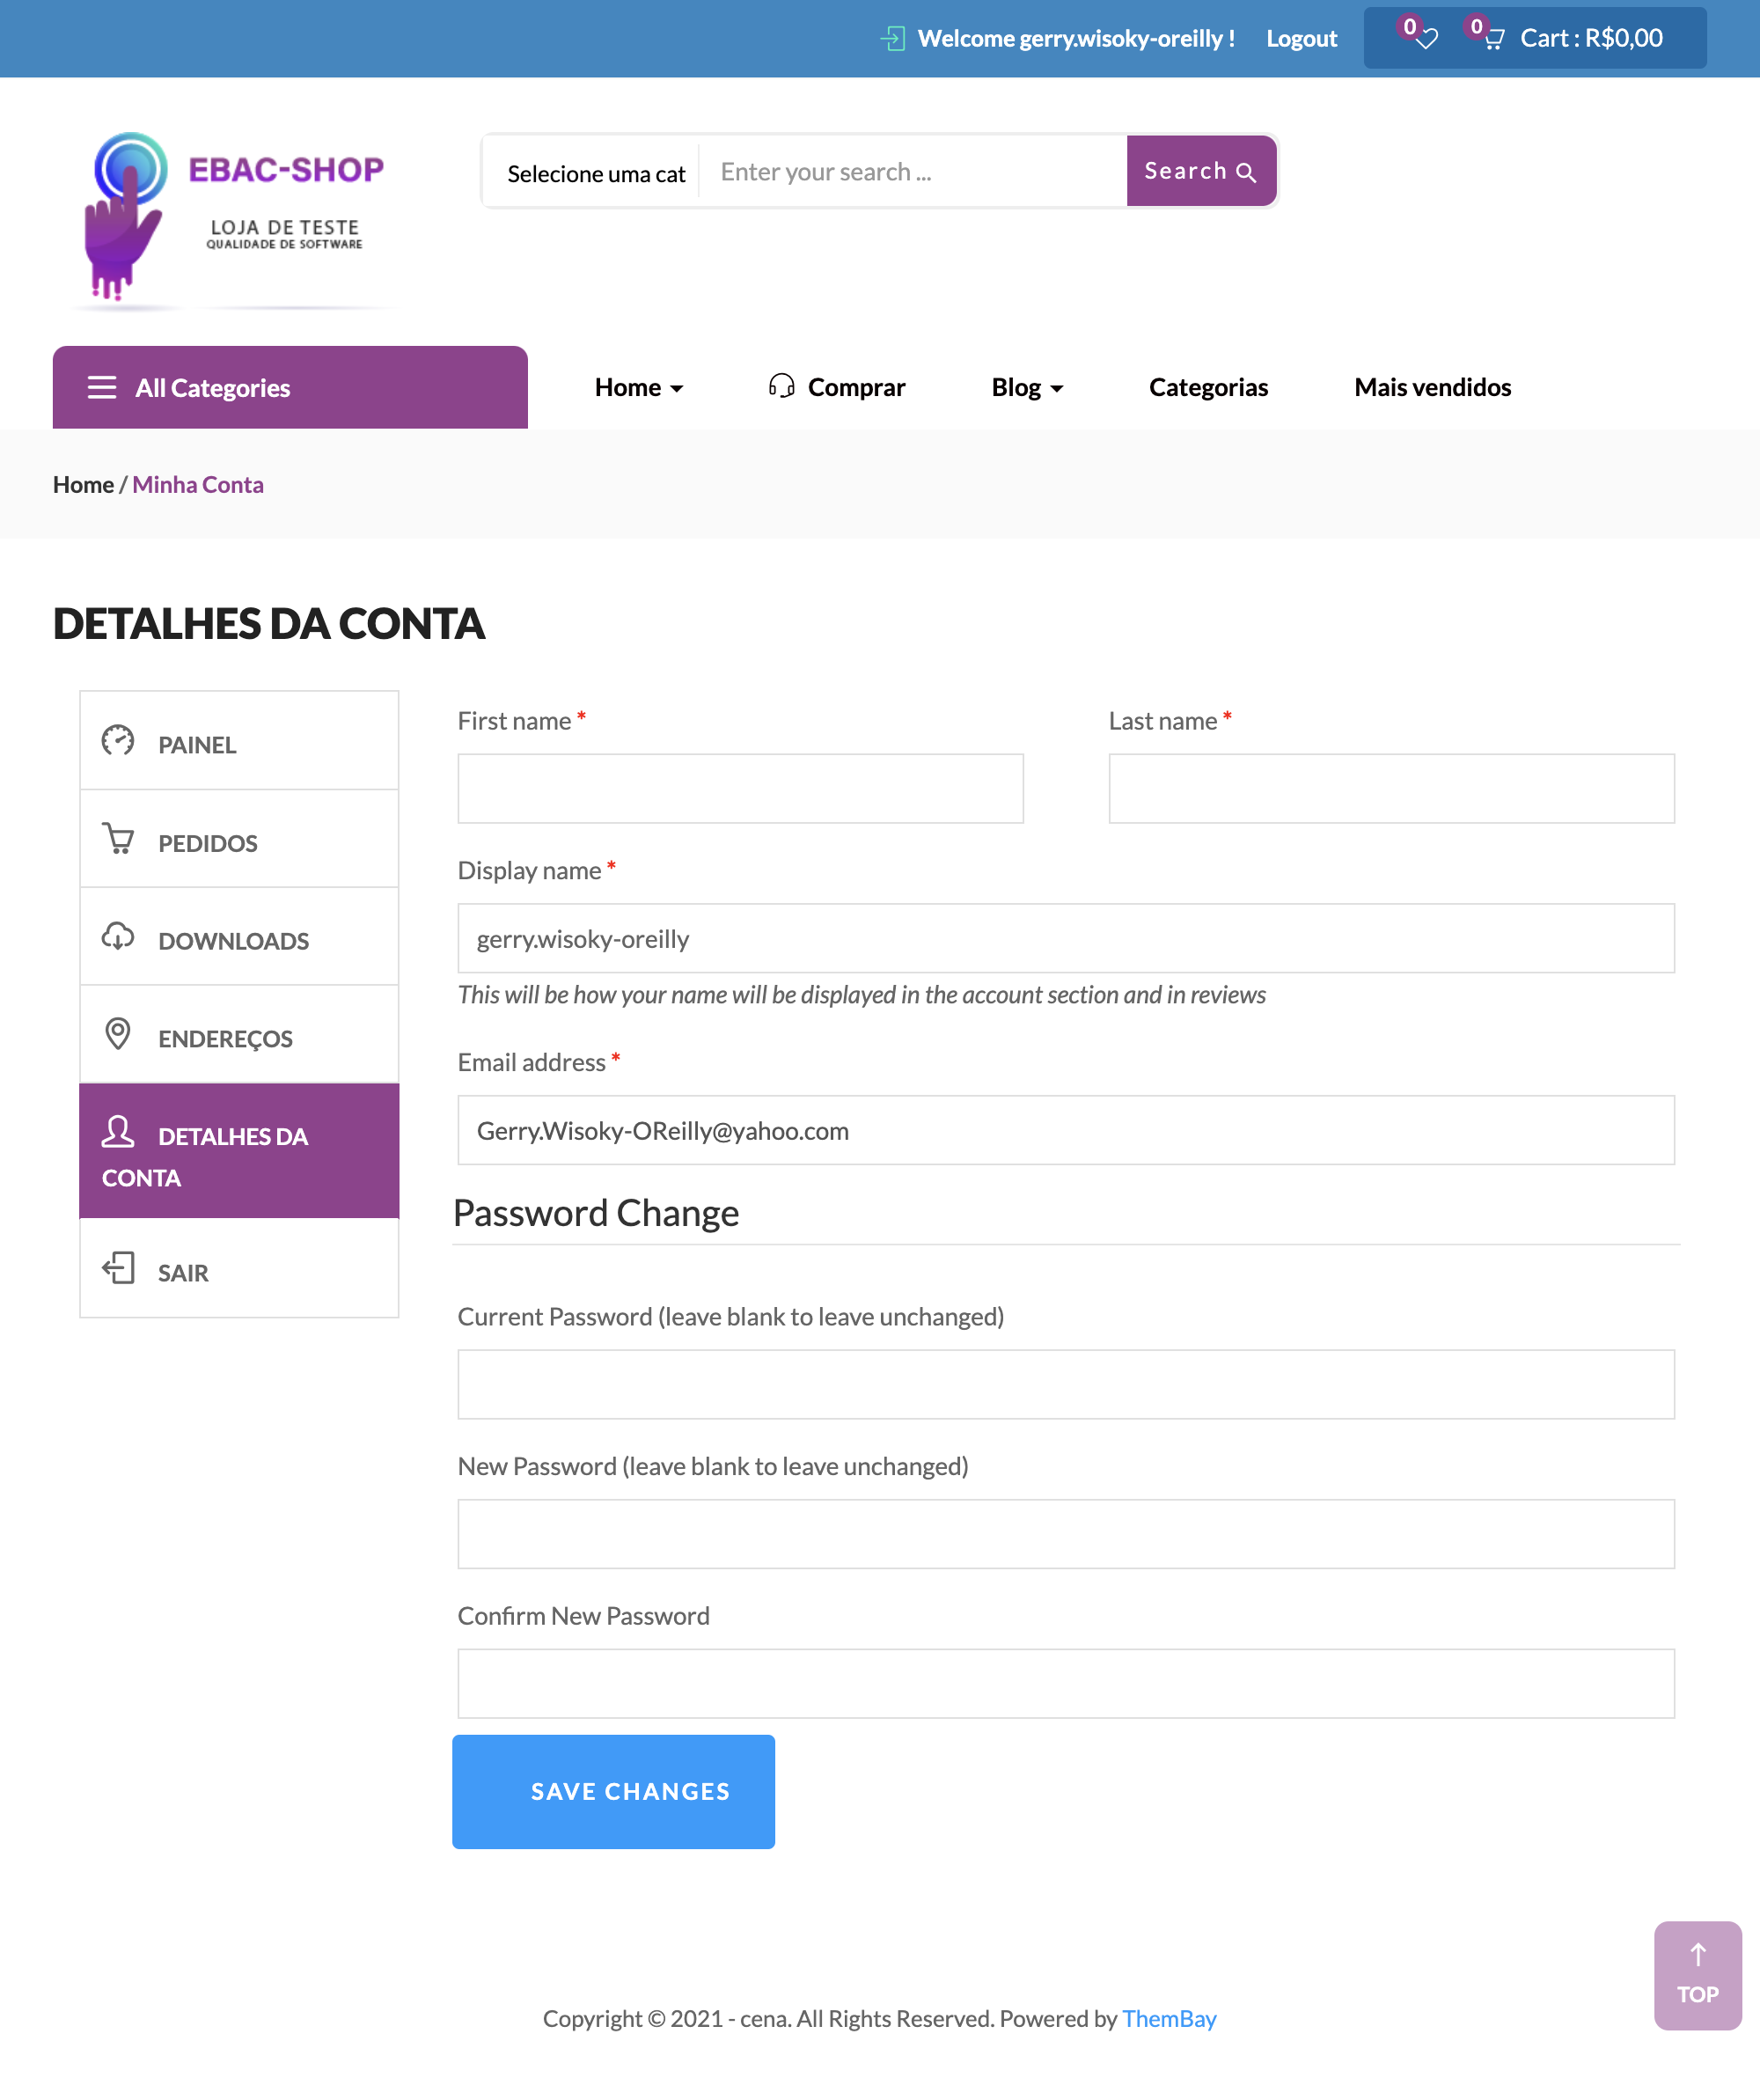 Welcome gerry.wisoky-oreilly !
Logout
0
0
Cart : R$0,00
EBAC-SHOP
LOJA DE TESTE
QUALIDADE DE SOFTWARE
Selecione uma cat
Enter your search ...
Search
All Categories
Home
Comprar
Blog
Categorias
Mais vendidos
Home / Minha Conta
DETALHES DA CONTA
PAINEL
PEDIDOS
DOWNLOADS
ENDEREÇOS
DETALHES DA
CONTA
SAIR
First name *
Last name *
Display name *
gerry.wisoky-oreilly
This will be how your name will be displayed in the account section and in reviews
Email address *
Gerry.Wisoky-OReilly@yahoo.com
Password Change
Current Password (leave blank to leave unchanged)
New Password (leave blank to leave unchanged)
Confirm New Password
SAVE CHANGES
TOP
Copyright © 2021 - cena. All Rights Reserved. Powered by ThemBay